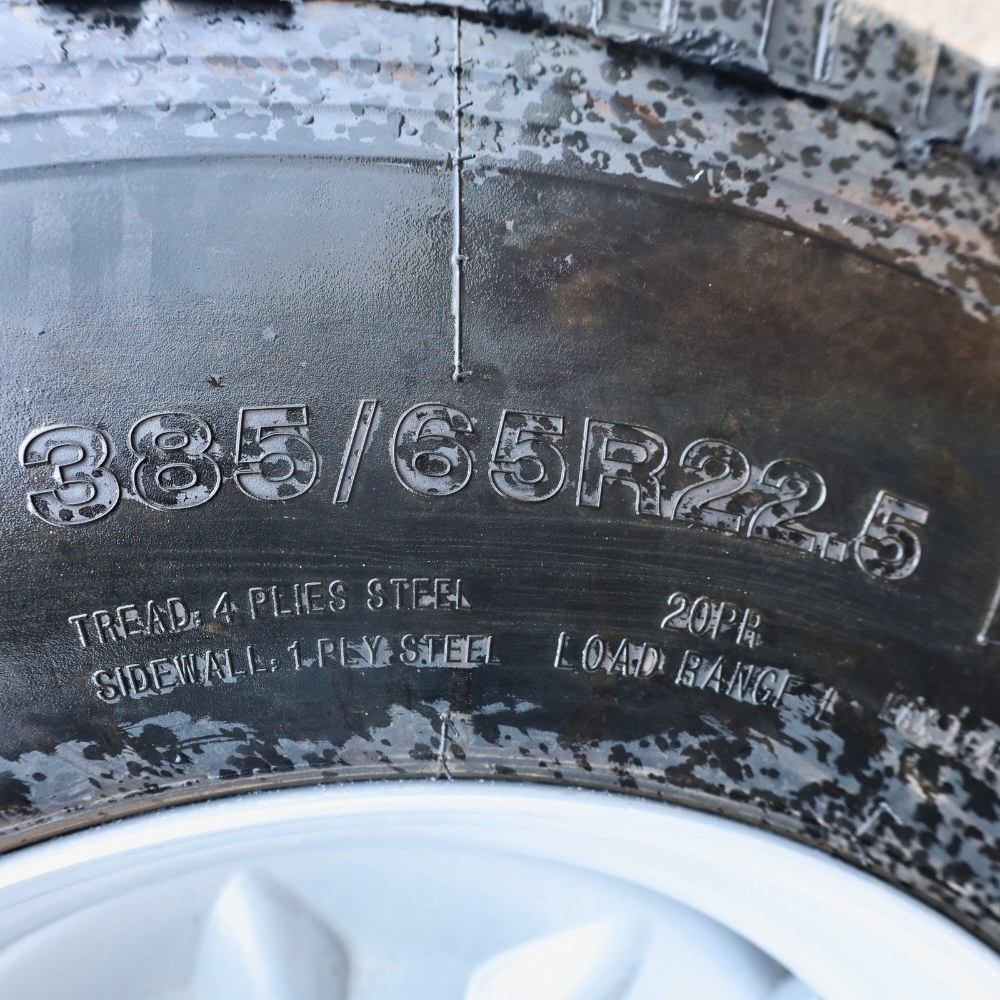 385/65R22.5
TREAD: 4 PLIES STEEL
SIDEWALL: 1 PLY STEEL
20PR
LOAD RANGE L